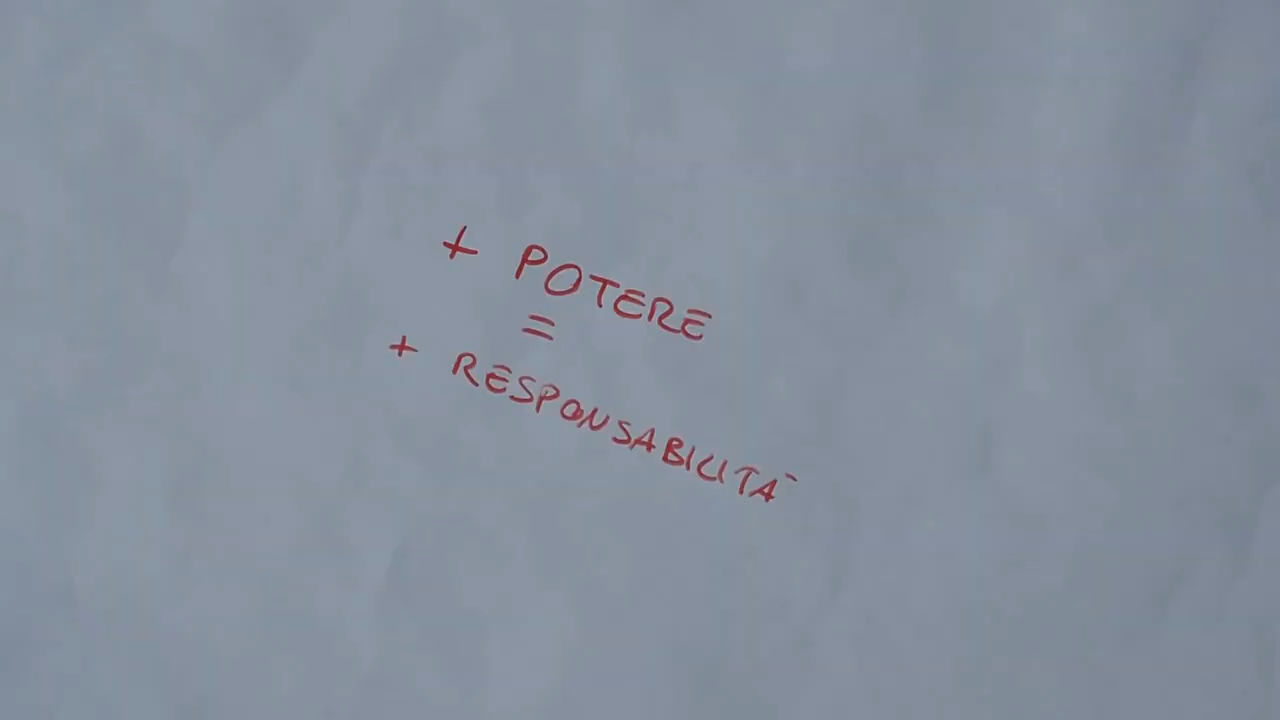 + POTERE
=
+ RESPONSABILITÀ